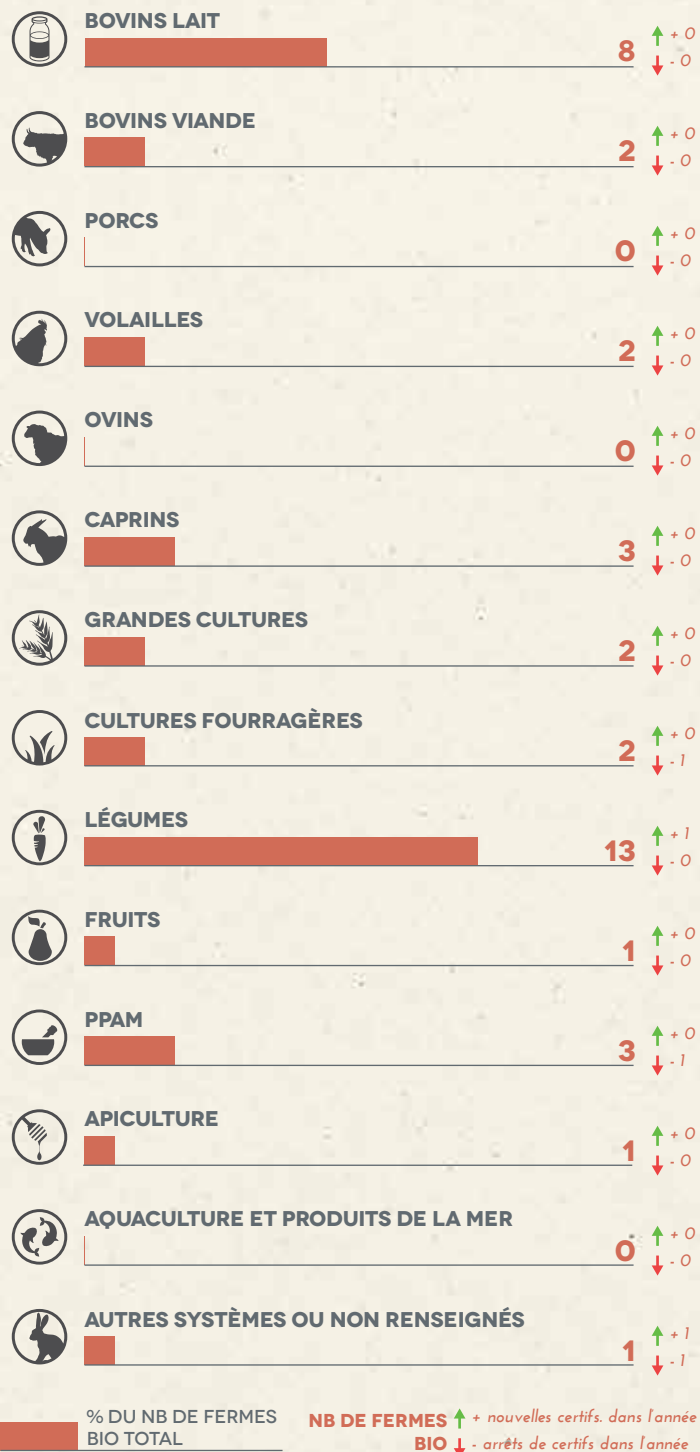 BOVINS LAIT
8
+ 0
- 0
BOVINS VIANDE
2
+ 0
- 0
PORCS
0
+ 0
- 0
VOLAILLES
2
+ 0
- 0
OVINS
0
+ 0
- 0
CAPRINS
3
+ 0
- 0
GRANDES CULTURES
2
+ 0
- 0
CULTURES FOURRAGÈRES
2
+ 0
- 1
LÉGUMES
13
+ 1
- 0
FRUITS
1
+ 0
- 0
PPAM
3
+ 0
- 1
APICULTURE
1
+ 0
- 0
AQUACULTURE ET PRODUITS DE LA MER
0
+ 0
- 0
AUTRES SYSTÈMES OU NON RENSEIGNÉS
1
+ 1
- 1
% DU NB DE FERMES
BIO TOTAL
NB DE FERMES + nouvelles certifs. dans l'année
BIO - arrêts de certifs dans l'année